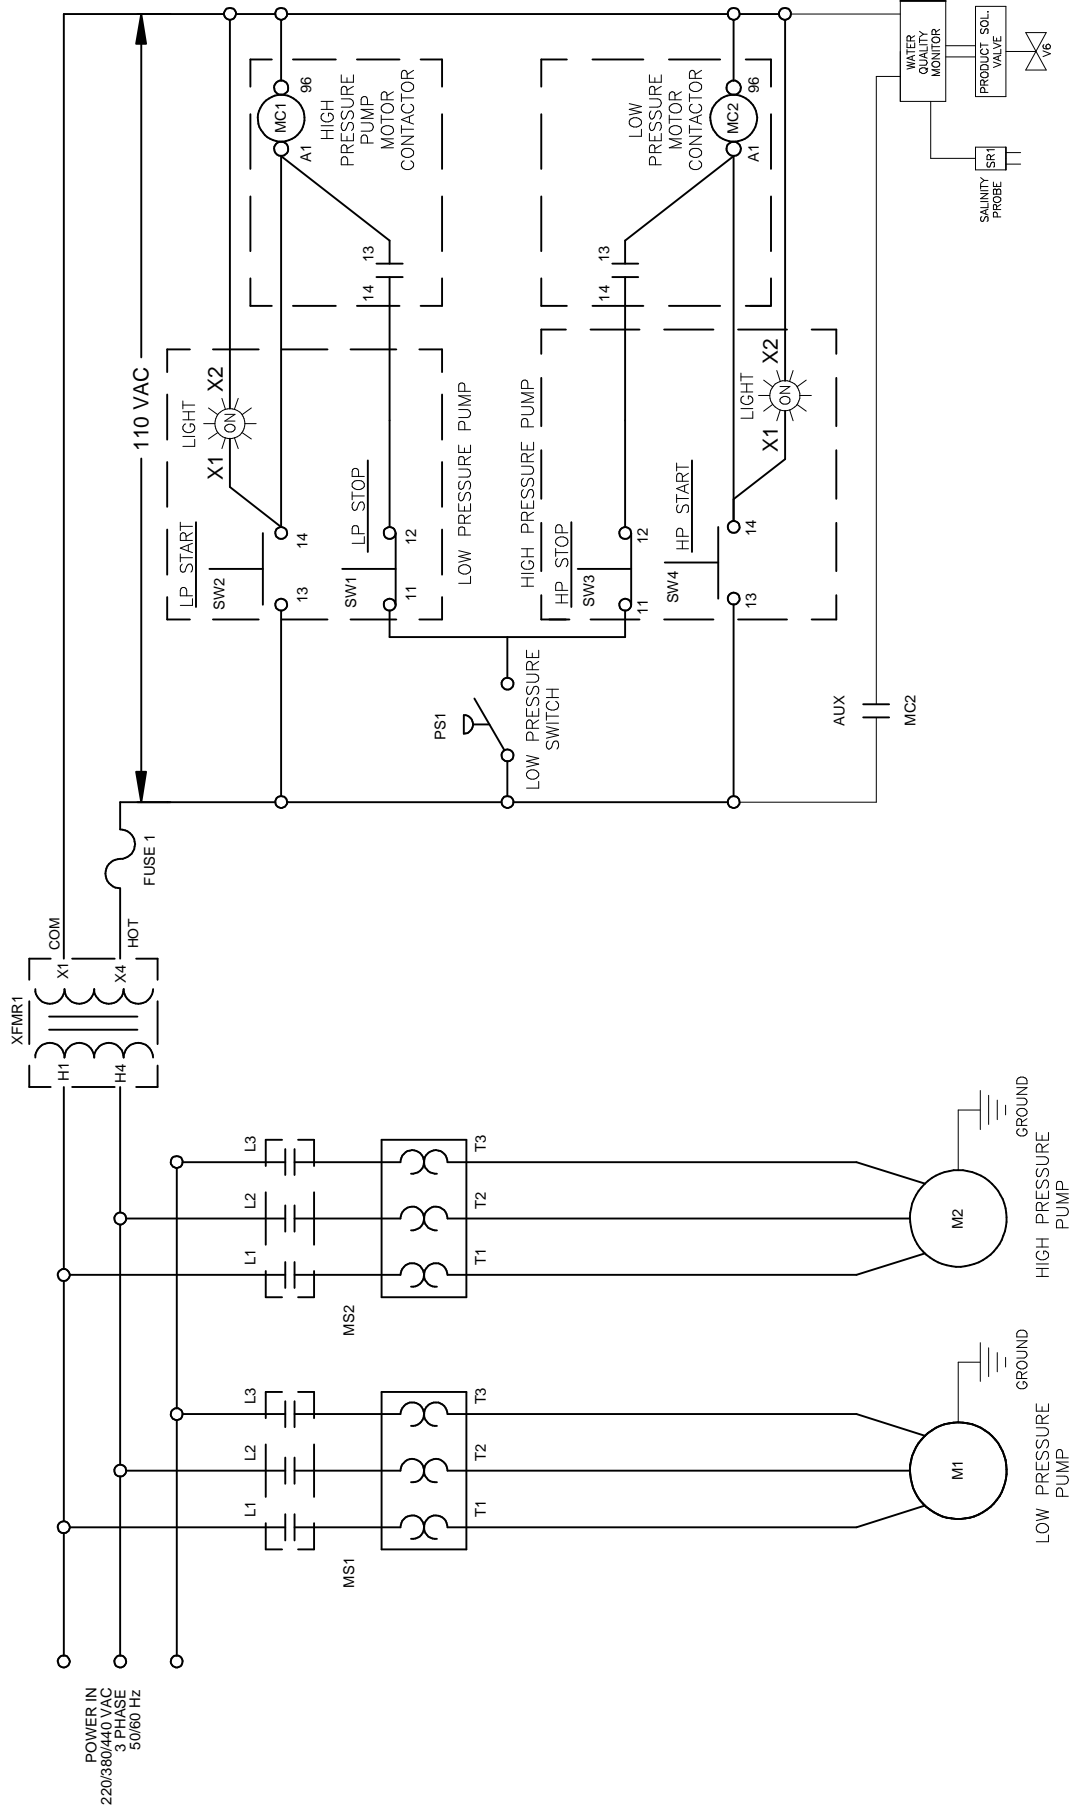 POWER IN
220/380/440 VAC
3 PHASE
50/60 Hz
L1
L2
L3
MS1
T1
T2
T3
M1
GROUND
LOW PRESSURE
PUMP
L1
L2
L3
MS2
T1
T2
T3
M2
GROUND
HIGH PRESSURE
PUMP
XFMR1
H1
H4
X1
X4
COM
HOT
FUSE 1
110 VAC
LP START
SW2
13
14
LIGHT
X1
ON
X2
SW1
LP STOP
11
12
LOW PRESSURE PUMP
MC1
A1
96
HIGH
PRESSURE
PUMP
MOTOR
CONTACTOR
14
13
PS1
LOW PRESSURE
SWITCH
HIGH PRESSURE PUMP
HP STOP
SW3
11
12
SW4
HP START
13
14
LIGHT
X1
ON
X2
LOW
PRESSURE
MOTOR
CONTACTOR
14
13
MC2
A1
96
AUX
MC2
WATER
QUALITY
MONITOR
PRODUCT SOL.
VALVE
V6
SR1
SALINITY
PROBE